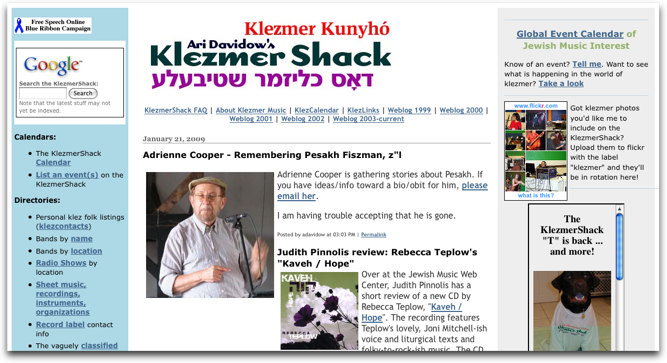 Free Speech Online
Blue Ribbon Campaign
Google™
Search the KlezmerShack:
Search
Note that the latest stuff may not
yet be indexed.
Calendars:
The KlezmerShack
Calendar
List an event(s) on the
KlezmerShack
Directories:
Personal klez folk listings
(klezcontacts)
Bands by name
Bands by location
Radio Shows by
location
Sheet music,
recordings,
instruments,
organizations
Record label contact
info
The vaguely classified
Klezmer Kunyhó
Ari Davidow's
Klezmer Shack
דאָס כליזמר שטיבעלע
KlezmerShack FAQ | About Klezmer Music | KlezCalendar | KlezLinks | Weblog 1999 | Weblog 2000 |
Weblog 2001 | Weblog 2002 | Weblog 2003-current
January 21, 2009
Adrienne Cooper - Remembering Pesakh Fiszman, z"l
Adrienne Cooper is gathering stories about Pesakh. If
you have ideas/info toward a bio/obit for him, please
email her.
I am having trouble accepting that he is gone.
Posted by adavidow at 03:03 PM | Permalink
Judith Pinnolis review: Rebecca Teplow's
"Kaveh / Hope"
KAVEH
REBECCA
TEPLOW
Over at the Jewish Music Web
Center, Judith Pinnolis has a
short review of a new CD by
Rebecca Teplow, "Kaveh /
Hope". The recording features
Teplow's lovely, Joni Mitchell-ish
voice and liturgical texts and
folky-to-rock-ish music. The CD
Global Event Calendar of
Jewish Music Interest
Know of an event? Tell me. Want to see
what is happening in the world of
klezmer? Take a look
www.flickr.com
what is this?
Got klezmer photos
you'd like me to
include on the
KlezmerShack?
Upload them to flickr
with the label
"klezmer" and they'll
be in rotation here!
The
KlezmerShack
"T" is back ...
and more!